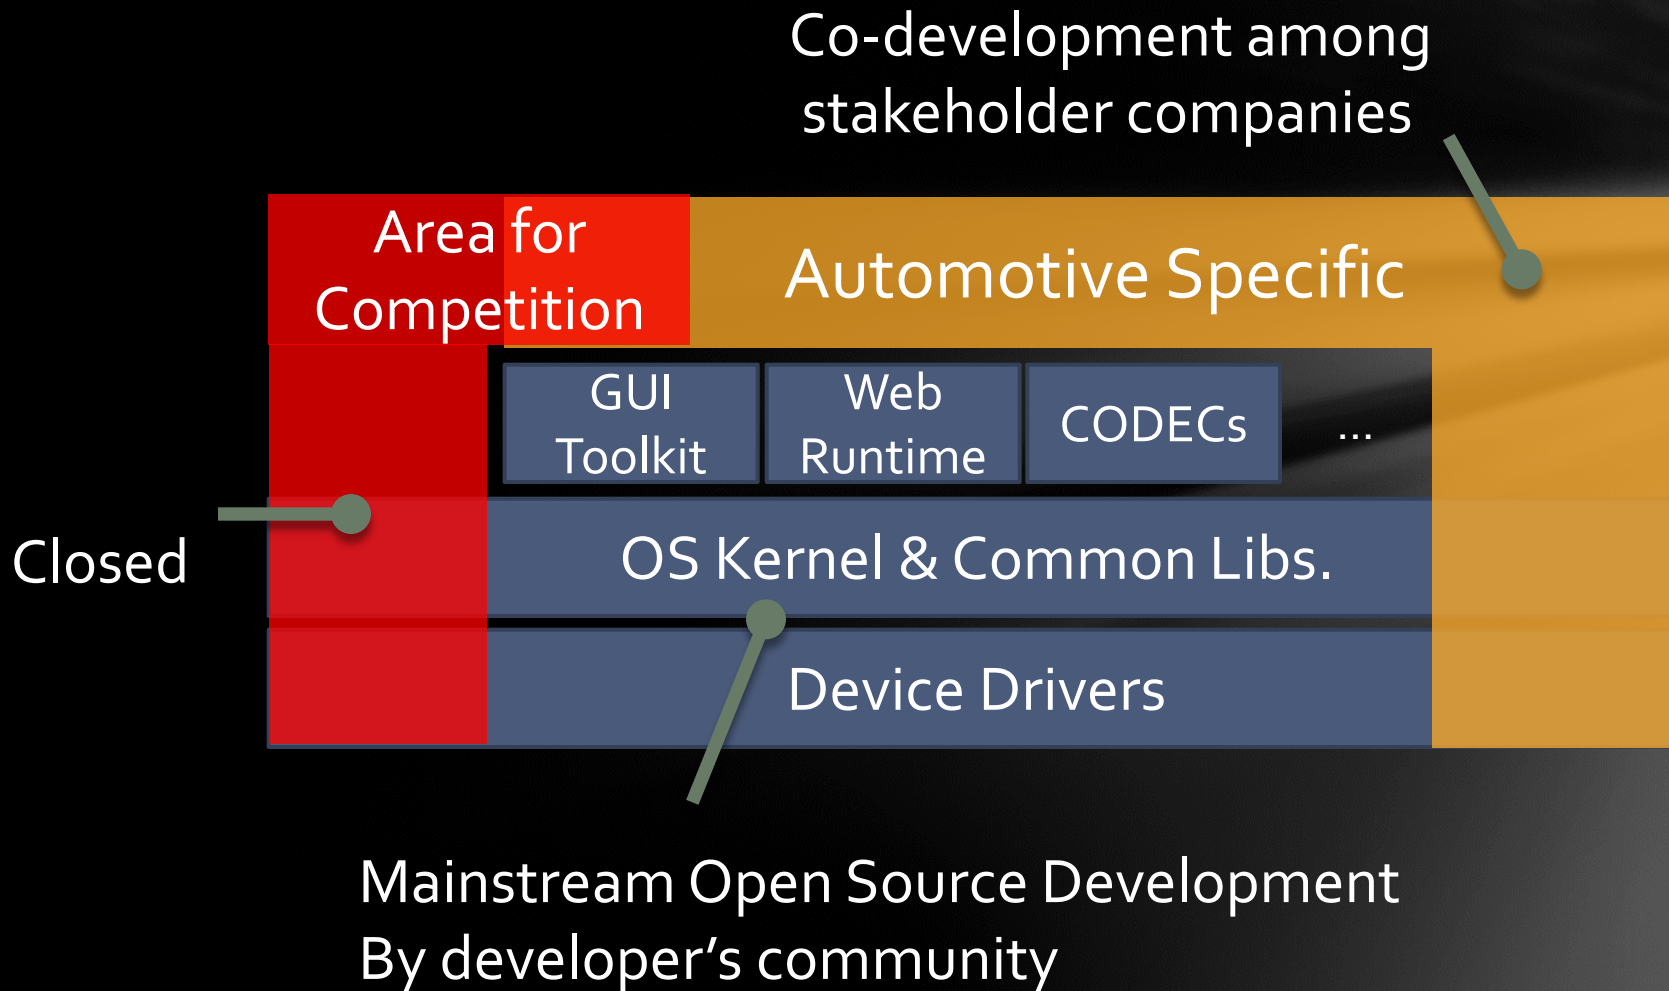 Co-development among
stakeholder companies
Area for
Competition
Automotive Specific
GUI
Toolkit
Web
Runtime
CODECs
...
Closed
OS Kernel & Common Libs.
Device Drivers
Mainstream Open Source Development
By developer’s community